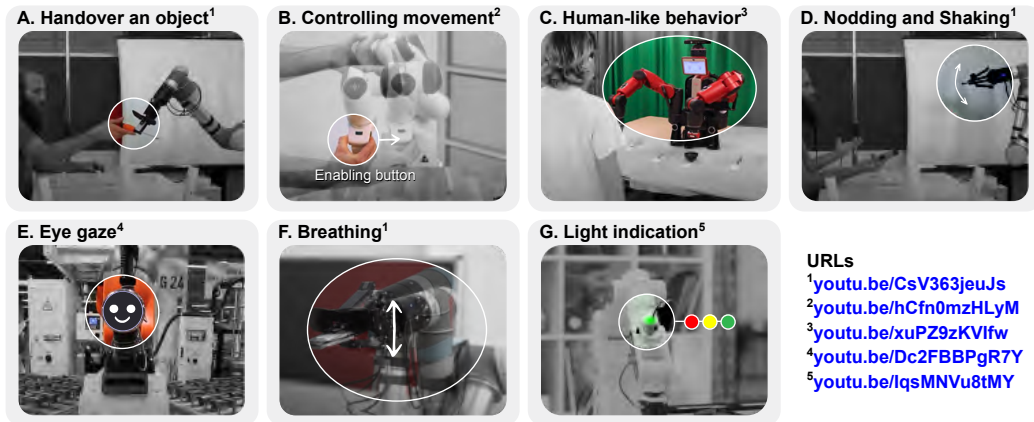 A. Handover an object¹
B. Controlling movement²
C. Human-like behavior³
D. Nodding and Shaking¹
Enabling button
E. Eye gaze⁴
F. Breathing¹
G. Light indication⁵
G 24
URLs
¹youtu.be/CsV363jeuJs
²youtu.be/hCfn0mzHLyM
³youtu.be/xuPZ9zKVIfw
⁴youtu.be/Dc2FBBPgR7Y
⁵youtu.be/IqsMNVu8tMY